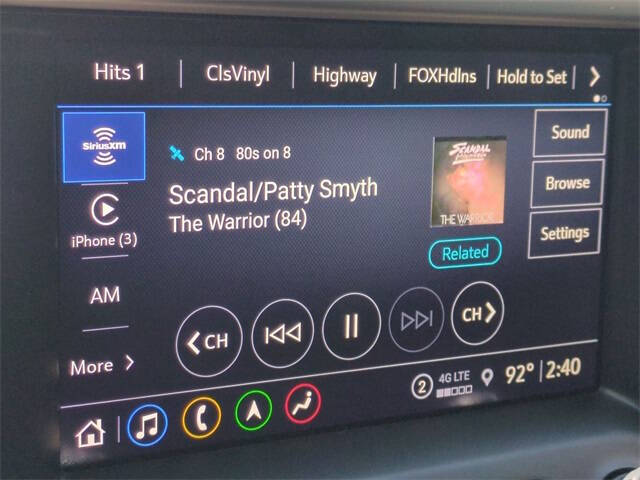 Hits 1 ClsVinyl Highway FOXHdlns Hold to Set
SiriusXM
Ch 8 80s on 8
Scandal/Patty Smyth
The Warrior (84)
SCANDAL
THE WARRIOR
Related
Sound
Browse
Settings
iPhone (3)
AM
More
CH
CH
2 4G LTE 92° 2:40